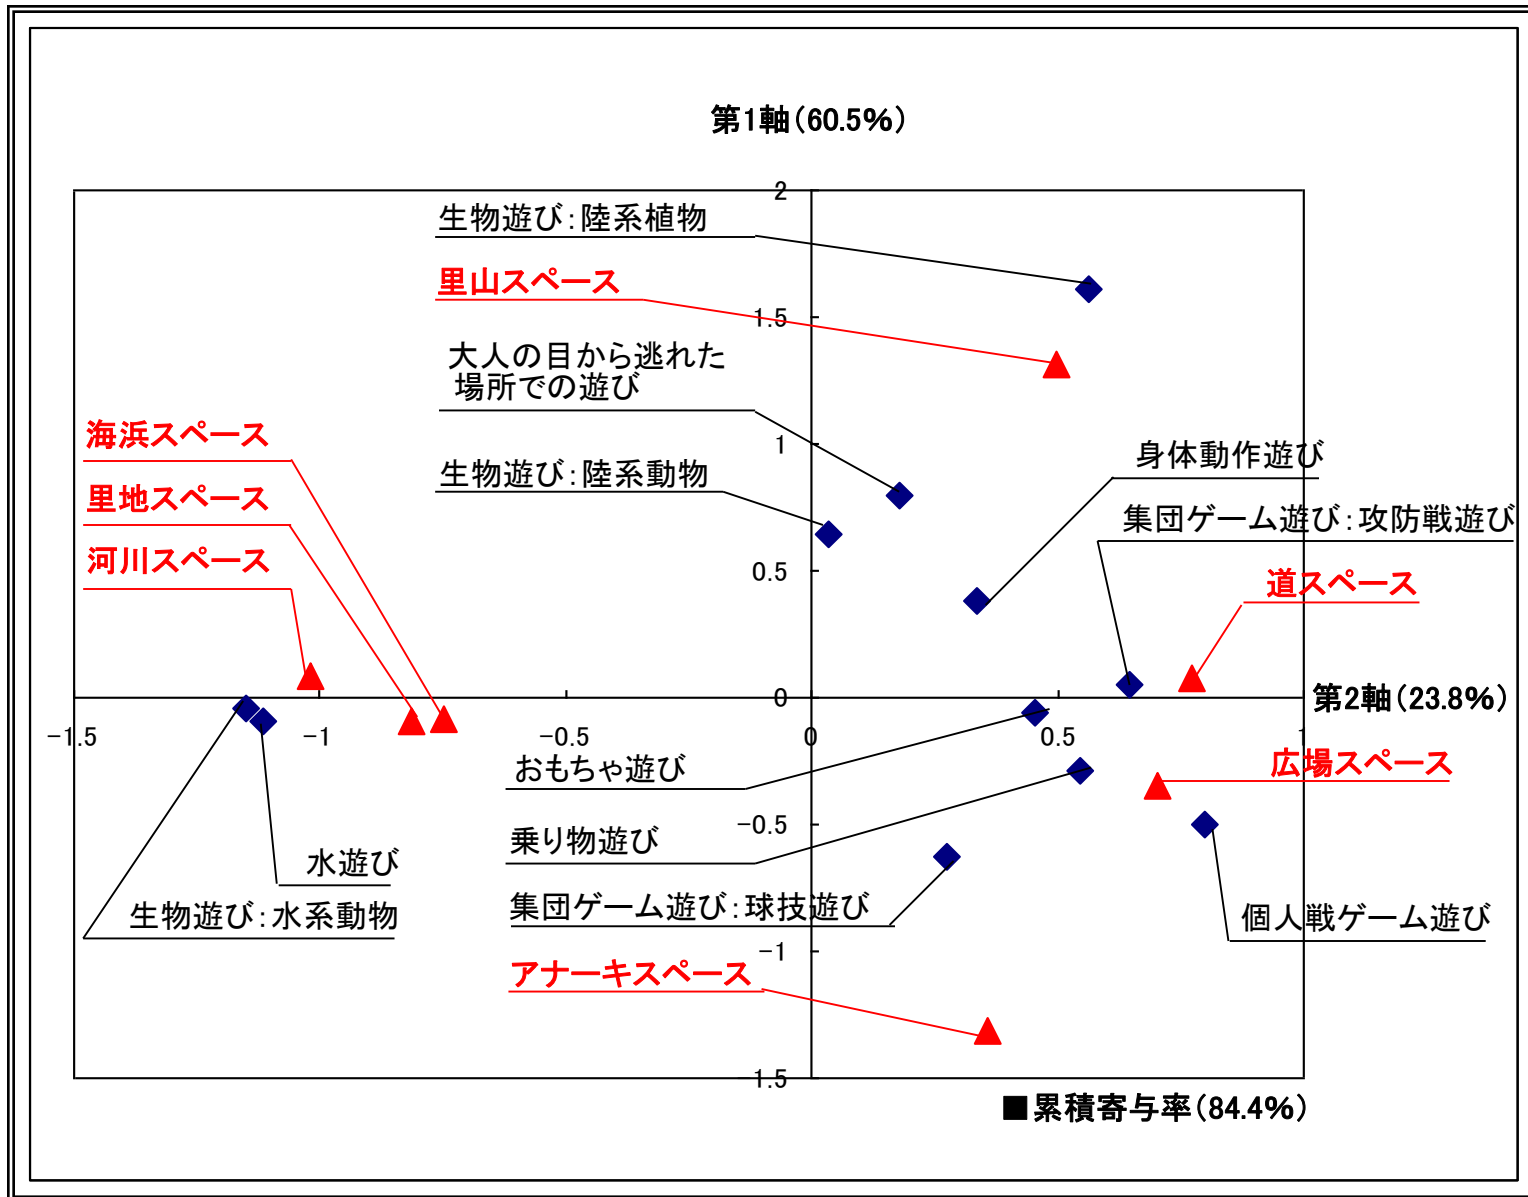 第1軸(60.5%)
2
生物遊び:陸系植物
里山スペース
1.5
大人の目から逃れた
場所での遊び
海浜スペース
1
身体動作遊び
生物遊び:陸系動物
里地スペース
集団ゲーム遊び:攻防戦遊び
河川スペース
0.5
道スペース
0
第2軸(23.8%)
-1.5
-1
-0.5
0
0.5
1
おもちゃ遊び
広場スペース
-0.5
乗り物遊び
水遊び
生物遊び:水系動物
集団ゲーム遊び:球技遊び
個人戦ゲーム遊び
-1
アナーキスペース
-1.5
■累積寄与率(84.4%)